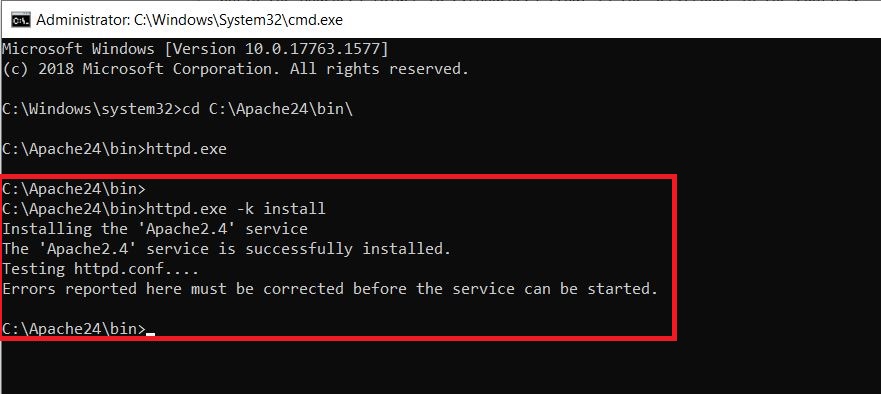 Administrator: C:\Windows\System32\cmd.exe
Microsoft Windows [Version 10.0.17763.1577]
(c) 2018 Microsoft Corporation. All rights reserved.
C:\Windows\system32>cd C:\Apache24\bin\
C:\Apache24\bin>httpd.exe
C:\Apache24\bin>
C:\Apache24\bin>httpd.exe -k install
Installing the 'Apache2.4' service
The 'Apache2.4' service is successfully installed.
Testing httpd.conf....
Errors reported here must be corrected before the service can be started.
C:\Apache24\bin>_